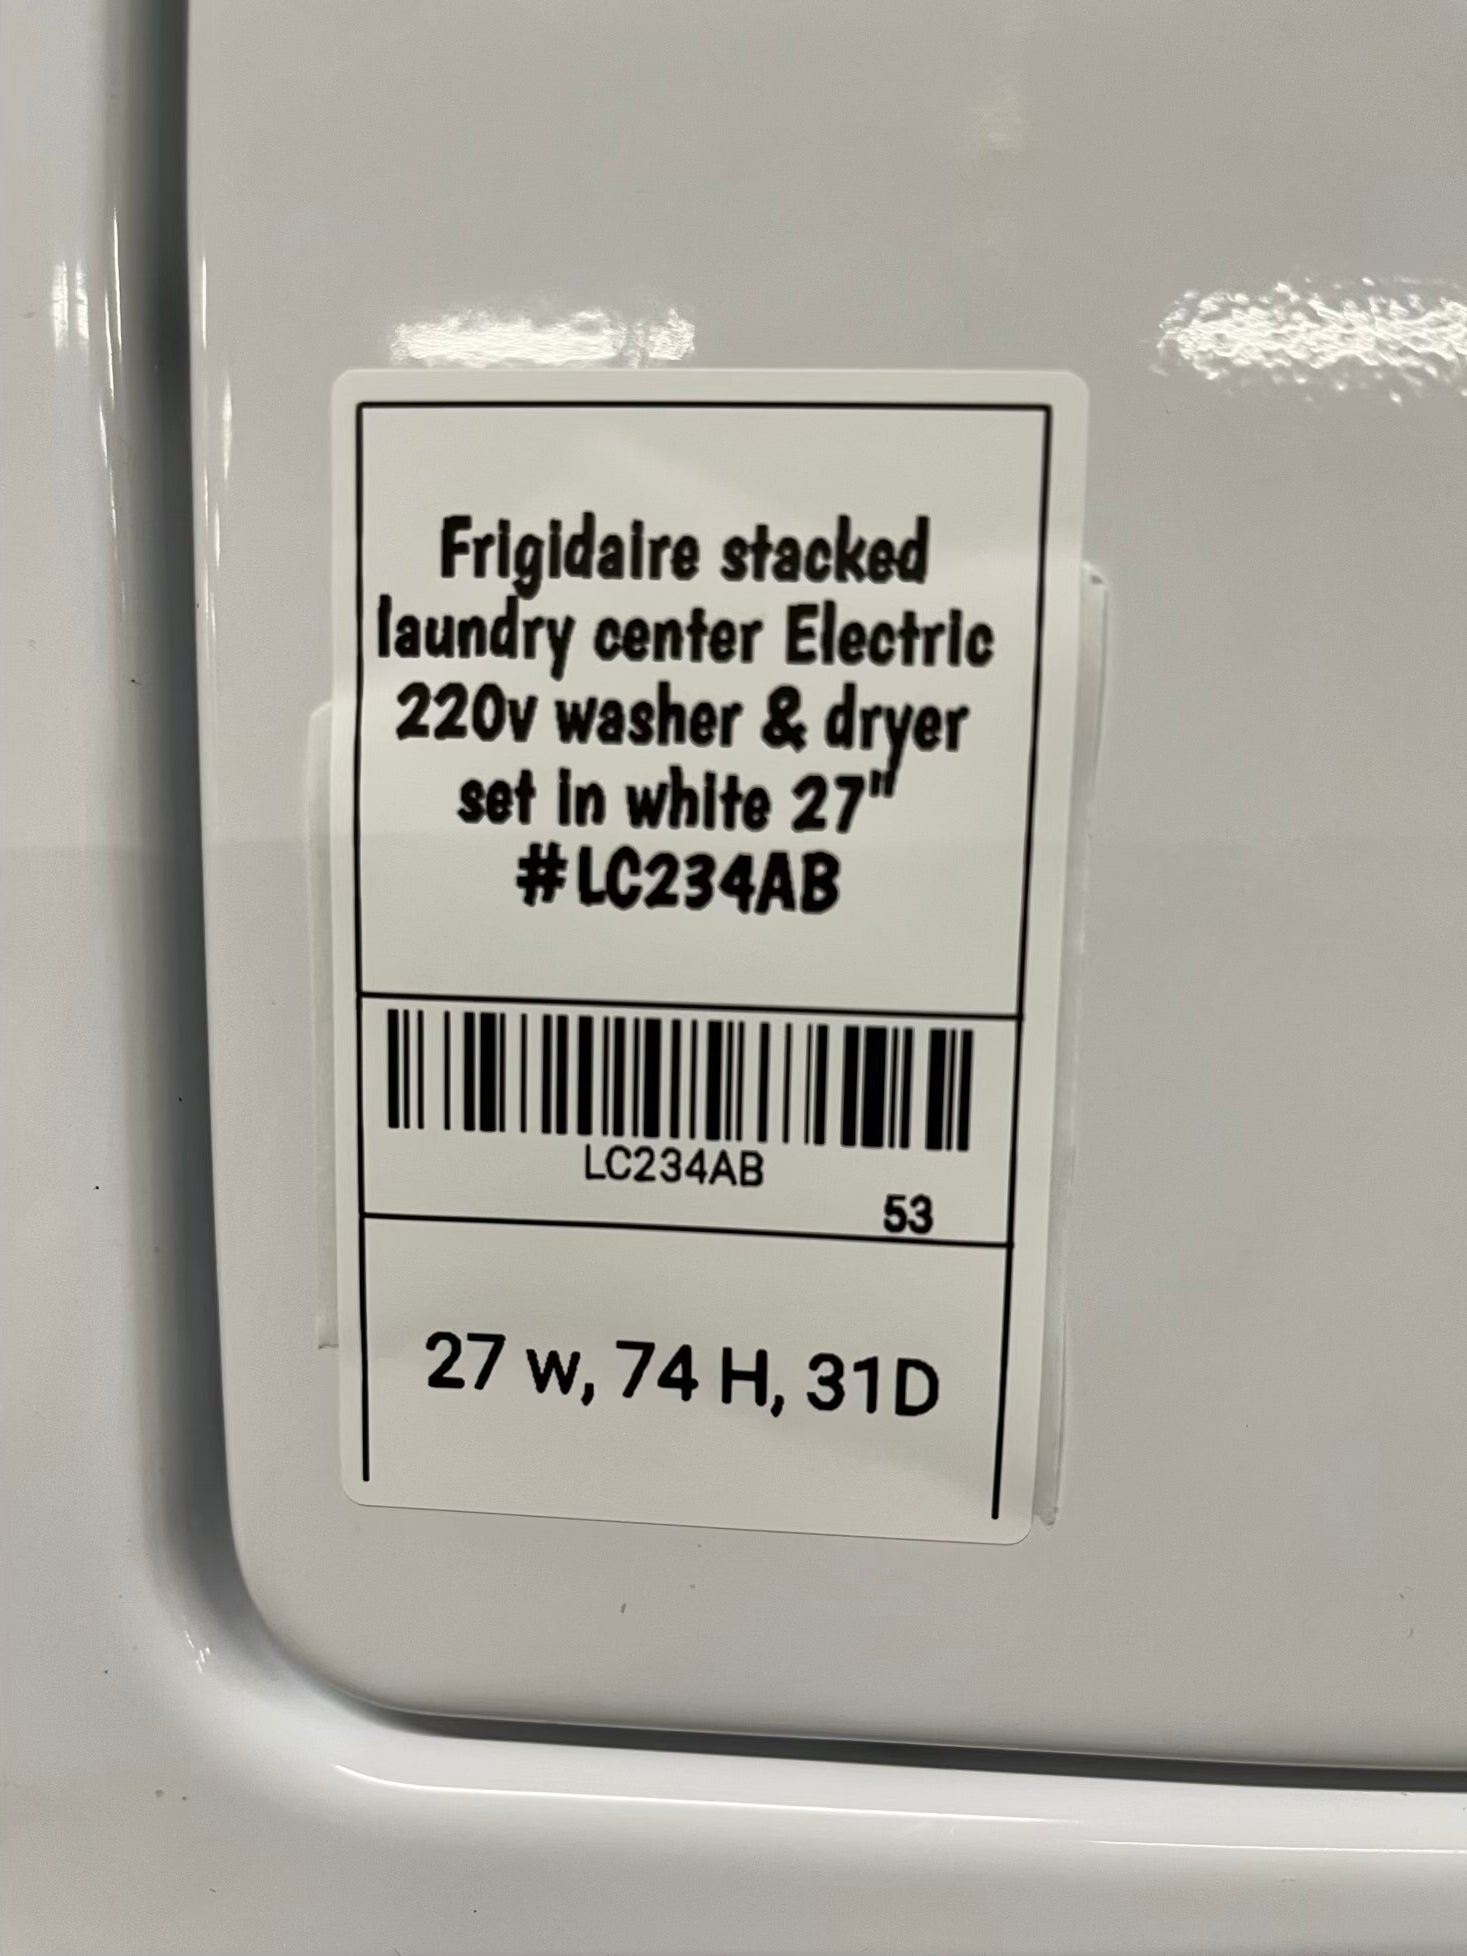 Frigidaire stacked
laundry center Electric
220v washer & dryer
set in white 27"
#LC234AB
LC234AB
53
27 w, 74 H, 31D